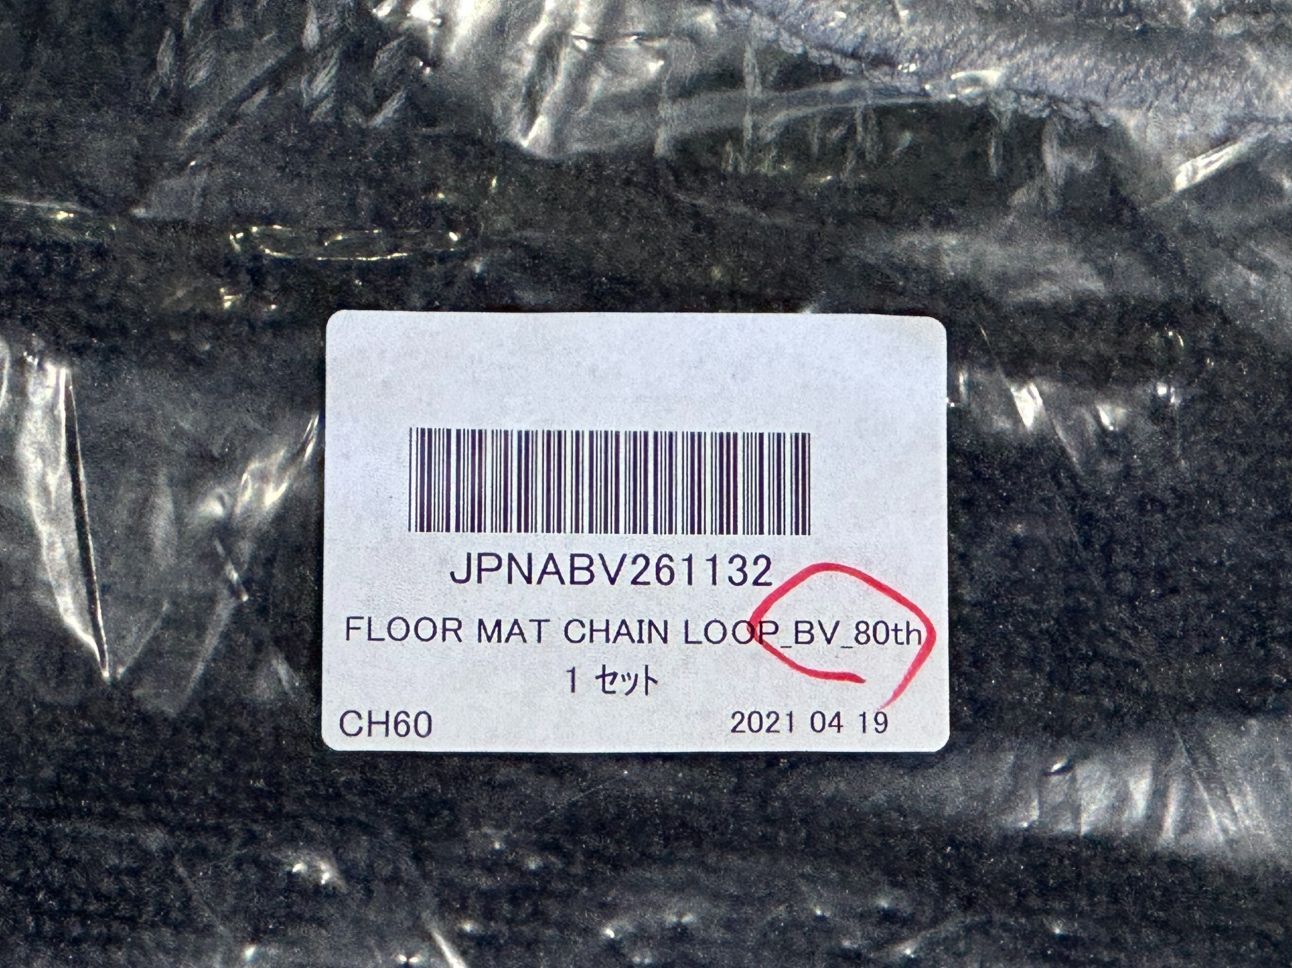 JPNABV261132
FLOOR MAT CHAIN LOOP_BV_80th
1 セット
CH60
2021 04 19